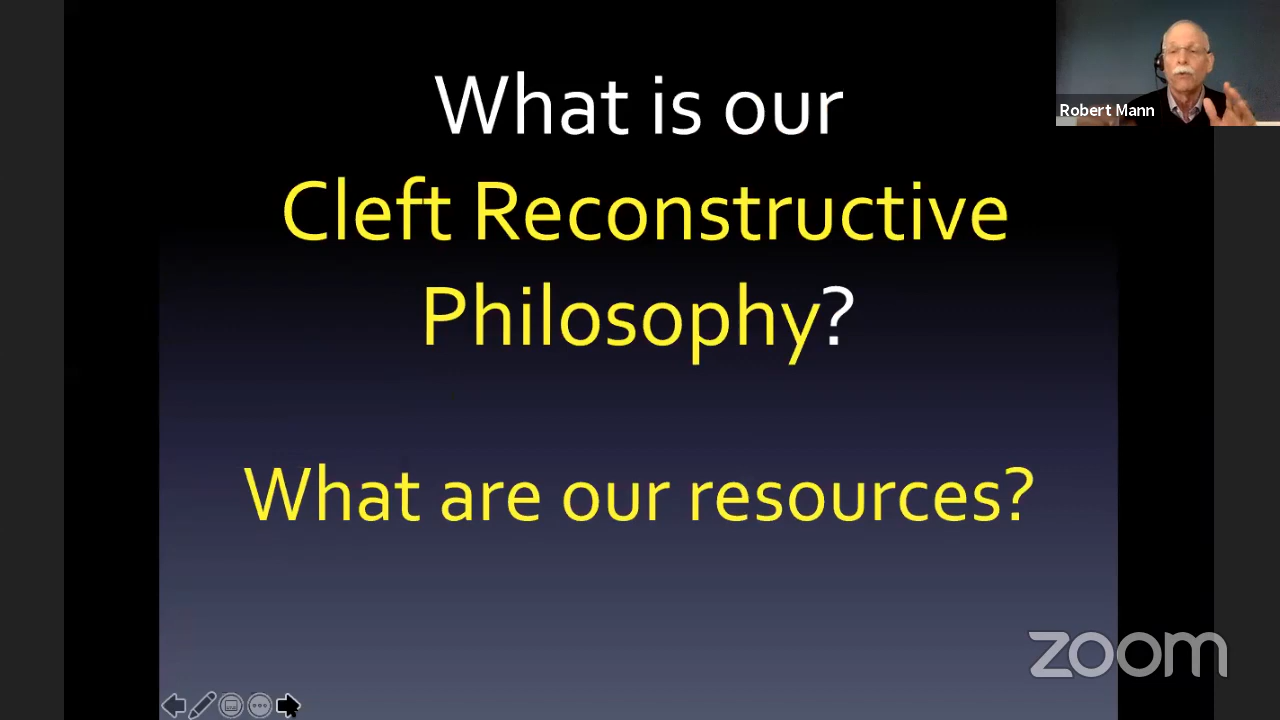 What is our
Cleft Reconstructive
Philosophy?
What are our resources?
Robert Mann
zoom